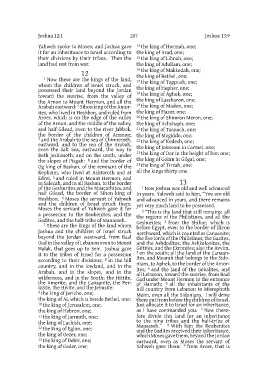 Joshua 12:1
207
Joshua 13:9
Yahweh spoke to Moses; and Joshua gave
it for an inheritance to Israel according to
their divisions by their tribes. Then the
land had rest from war.
12
1 Now these are the kings of the land,
whom the children of Israel struck, and
possessed their land beyond the Jordan
toward the sunrise, from the valley of
the Arnon to Mount Hermon, and all the
Arabah eastward: 2 Sihon king of the Amor-
ites, who lived in Heshbon, and ruled from
Aroer, which is on the edge of the valley
of the Arnon, and the middle of the valley,
and half Gilead, even to the river Jabbok,
the border of the children of Ammon;
3 and the Arabah to the sea of Chinneroth,
eastward, and to the sea of the Arabah,
even the Salt Sea, eastward, the way to
Beth Jeshimoth; and on the south, under
the slopes of Pisgah: 4 and the border of
Og king of Bashan, of the remnant of the
Rephaim, who lived at Ashtaroth and at
Edrei, 5 and ruled in Mount Hermon, and
in Salecah, and in all Bashan, to the border
of the Geshurites and the Maacathites, and
half Gilead, the border of Sihon king of
Heshbon. 6 Moses the servant of Yahweh
and the children of Israel struck them.
Moses the servant of Yahweh gave it for
a possession to the Reubenites, and the
Gadites, and the half-tribe of Manasseh.
7 These are the kings of the land whom
Joshua and the children of Israel struck
beyond the Jordan westward, from Baal
Gad in the valley of Lebanon even to Mount
Halak, that goes up to Seir. Joshua gave
it to the tribes of Israel for a possession
according to their divisions; 8 in the hill
country, and in the lowland, and in the
Arabah, and in the slopes, and in the
wilderness, and in the South; the Hittite,
the Amorite, and the Canaanite, the Per-
izzite, the Hivite, and the Jebusite:
9 the king of Jericho, one;
the king of Ai, which is beside Bethel, one;
10 the king of Jerusalem, one;
the king of Hebron, one;
11 the king of Jarmuth, one;
the king of Lachish, one;
12 the king of Eglon, one;
the king of Gezer, one;
13 the king of Debir, one;
the king of Geder, one;
14 the king of Hormah, one;
the king of Arad, one;
15 the king of Libnah, one;
the king of Adullam, one;
16 the king of Makkedah, one;
the king of Bethel, one;
17 the king of Tappuah, one;
the king of Hepher, one;
18 the king of Aphek, one;
the king of Lassharon, one;
19 the king of Madon, one;
the king of Hazor, one;
20 the king of Shimron Meron, one;
the king of Achshaph, one;
21 the king of Taanach, one;
the king of Megiddo, one;
22 the king of Kedesh, one;
the king of Jokneam in Carmel, one;
23 the king of Dor in the height of Dor, one;
the king of Goiim in Gilgal, one;
24 the king of Tirzah, one:
all the kings thirty-one.
13
1 Now Joshua was old and well advanced
in years. Yahweh said to him, "You are old
and advanced in years, and there remains
yet very much land to be possessed.
2 "This is the land that still remains: all
the regions of the Philistines, and all the
Geshurites; 3 from the Shihor, which is
before Egypt, even to the border of Ekron
northward, which is counted as Canaanite;
the five lords of the Philistines; the Gazites,
and the Ashdodites, the Ashkelonites, the
Gittites, and the Ekronites; also the Avvim,
4 on the south; all the land of the Canaan-
ites, and Mearah that belongs to the Sido-
nians, to Aphek, to the border of the Amor-
ites; 5 and the land of the Gebalites, and
all Lebanon, toward the sunrise, from Baal
Gad under Mount Hermon to the entrance
of Hamath; 6 all the inhabitants of the
hill country from Lebanon to Misrephoth
Maim, even all the Sidonians. I will drive
them out from before the children of Israel.
Just allocate it to Israel for an inheritance,
as I have commanded you. 7 Now there-
fore divide this land for an inheritance
to the nine tribes and the half-tribe of
Manasseh." 8 With him the Reubenites
and the Gadites received their inheritance,
which Moses gave them, beyond the Jordan
eastward, even as Moses the servant of
Yahweh gave them: 9 from Aroer, that is